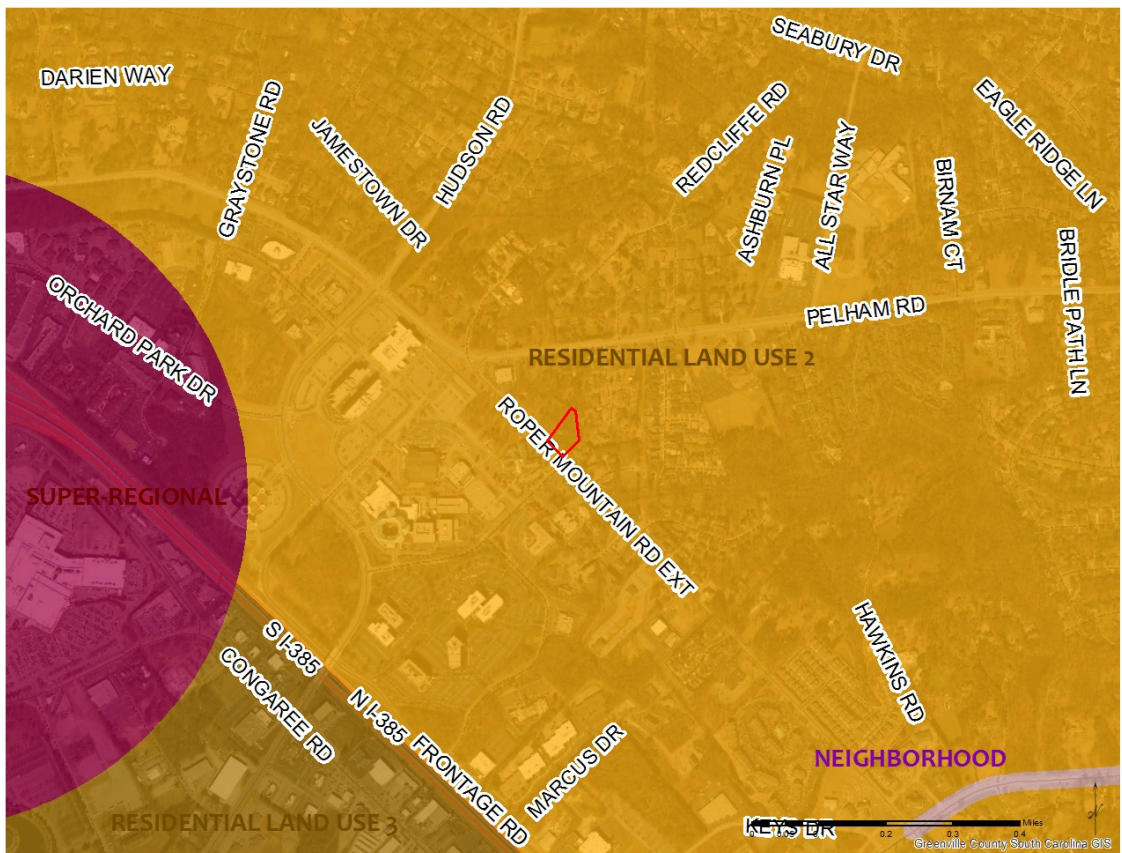 SEABURY DR
DARIEN WAY
EAGLE RIDGE LN
GRAYSTONE RD
JAMESTOWN DR
HUDSON RD
REDCLIFFE RD
ASHBURN PL
ALL STAR WAY
BIRNAM CT
BRIDLE PATH LN
ORCHARD PARK DR
PELHAM RD
RESIDENTIAL LAND USE 2
ROPER MOUNTAIN RD EXT
SUPER-REGIONAL
HAWKINS RD
S I-385
CONGAREE RD
N I-385
FRONTAGE RD
MARCUS DR
NEIGHBORHOOD
RESIDENTIAL LAND USE 3
KEYS DR
0.2 0.3 0.4 Miles
Greenville County South Carolina GIS